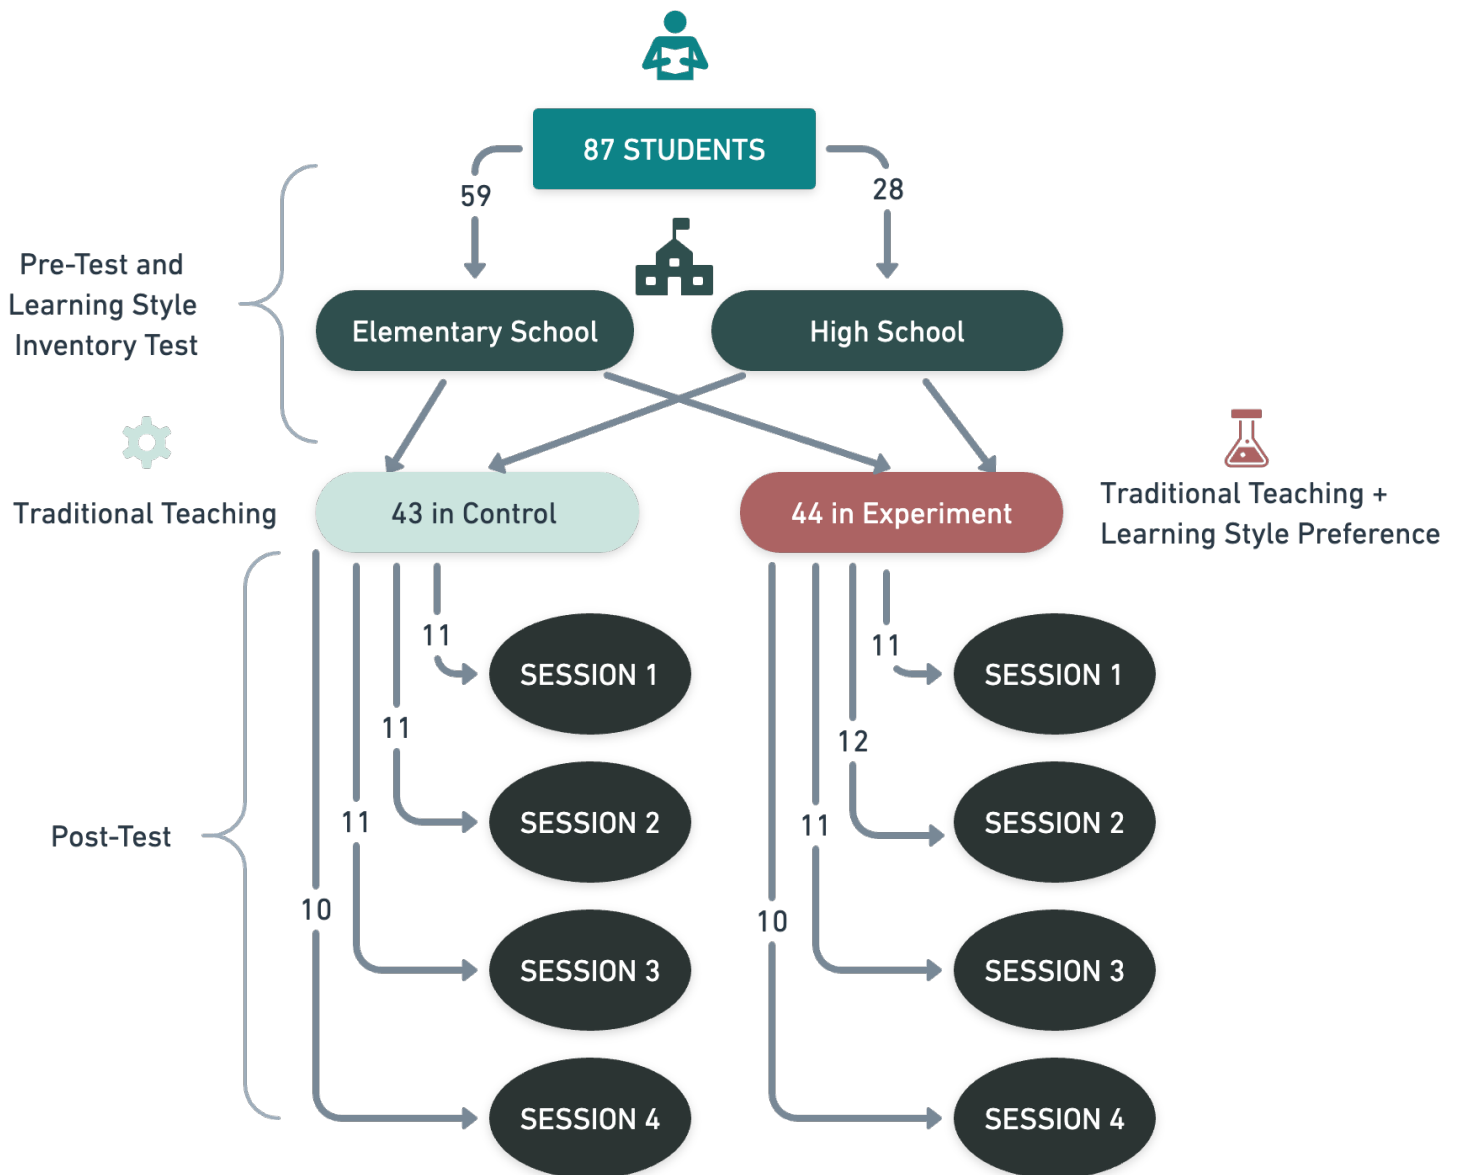 87 STUDENTS
59
28
Pre-Test and
Learning Style
Inventory Test
Elementary School
High School
Traditional Teaching
43 in Control
44 in Experiment
Traditional Teaching +
Learning Style Preference
11
SESSION 1
11
SESSION 2
11
SESSION 3
10
SESSION 4
Post-Test
11
SESSION 1
12
SESSION 2
11
SESSION 3
10
SESSION 4